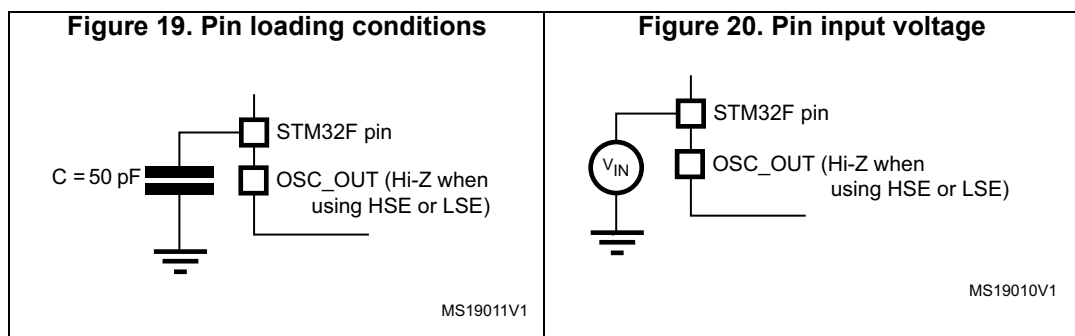 Figure 19. Pin loading conditions
STM32F pin
C = 50 pF
OSC_OUT (Hi-Z when
using HSE or LSE)
MS19011V1
Figure 20. Pin input voltage
STM32F pin
VIN
OSC_OUT (Hi-Z when
using HSE or LSE)
MS19010V1